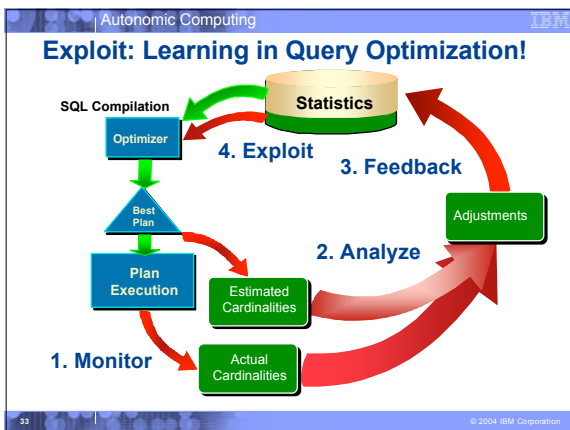 Autonomic Computing
IBM
Exploit: Learning in Query Optimization!
SQL Compilation
Statistics
Optimizer
4. Exploit
3. Feedback
Best
Plan
Adjustments
2. Analyze
Plan
Execution
Estimated
Cardinalities
1. Monitor
Actual
Cardinalities
33
© 2004 IBM Corporation